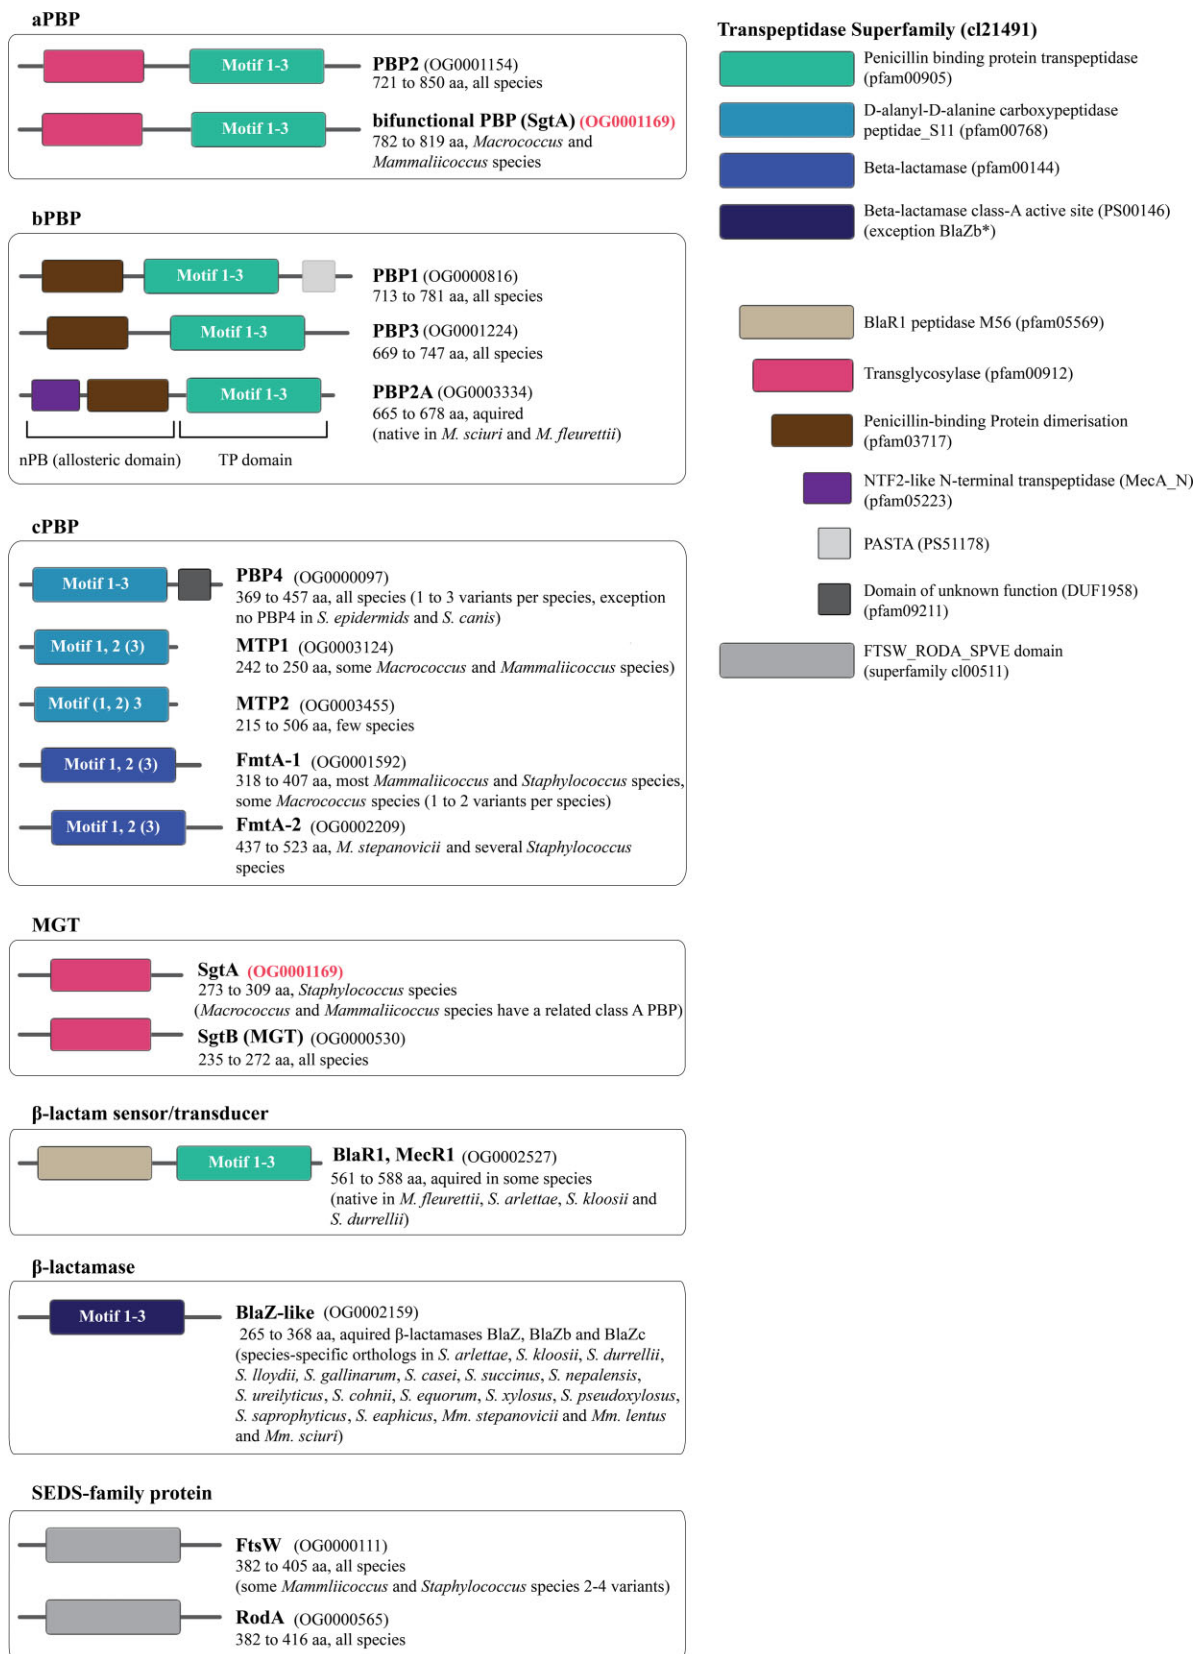 aPBP
Motif 1-3
PBP2 (OG0001154)
721 to 850 aa, all species
Motif 1-3
bifunctional PBP (SgtA) (OG0001169)
782 to 819 aa, Macrococcus and
Mammaliicoccus species
bPBP
Motif 1-3
PBP1 (OG0000816)
713 to 781 aa, all species
Motif 1-3
PBP3 (OG0001224)
669 to 747 aa, all species
Motif 1-3
PBP2A (OG0003334)
665 to 678 aa, aquired
(native in M. sciuri and M. fleurettii)
nPB (allosteric domain)
TP domain
cPBP
Motif 1-3
PBP4 (OG0000097)
369 to 457 aa, all species (1 to 3 variants per species, exception
no PBP4 in S. epidermids and S. canis)
Motif 1, 2 (3)
MTP1 (OG0003124)
242 to 250 aa, some Macrococcus and Mammaliicoccus species)
Motif (1, 2) 3
MTP2 (OG0003455)
215 to 506 aa, few species
Motif 1, 2 (3)
FmtA-1 (OG0001592)
318 to 407 aa, most Mammaliicoccus and Staphylococcus species,
some Macrococcus species (1 to 2 variants per species)
Motif 1, 2 (3)
FmtA-2 (OG0002209)
437 to 523 aa, M. stepanovicii and several Staphylococcus
species
MGT
SgtA (OG0001169)
273 to 309 aa, Staphylococcus species
(Macrococcus and Mammaliicoccus species have a related class A PBP)
SgtB (MGT) (OG0000530)
235 to 272 aa, all species
β-lactam sensor/transducer
Motif 1-3
BlaR1, MecR1 (OG0002527)
561 to 588 aa, aquired in some species
(native in M. fleurettii, S. arlettae, S. kloosii and
S. durrellii)
β-lactamase
Motif 1-3
BlaZ-like (OG0002159)
265 to 368 aa, aquired β-lactamases BlaZ, BlaZb and BlaZc
(species-specific orthologs in S. arlettae, S. kloosii, S. durrellii,
S. lloydii, S. gallinarum, S. casei, S. succinus, S. nepalensis,
S. ureilyticus, S. cohnii, S. equorum, S. xylosus, S. pseudoxylosus,
S. saprophyticus, S. eaphicus, Mm. stepanovicii and Mm. lentus
and Mm. sciuri)
SEDS-family protein
FtsW (OG0000111)
382 to 405 aa, all species
(some Mammliicoccus and Staphylococcus species 2-4 variants)
RodA (OG0000565)
382 to 416 aa, all species
Transpeptidase Superfamily (cl21491)
Penicillin binding protein transpeptidase
(pfam00905)
D-alanyl-D-alanine carboxypeptidase
peptidae_S11 (pfam00768)
Beta-lactamase (pfam00144)
Beta-lactamase class-A active site (PS00146)
(exception BlaZb*)
BlaR1 peptidase M56 (pfam05569)
Transglycosylase (pfam00912)
Penicillin-binding Protein dimerisation
(pfam03717)
NTF2-like N-terminal transpeptidase (MecA_N)
(pfam05223)
PASTA (PS51178)
Domain of unknown function (DUF1958)
(pfam09211)
FTSW_RODA_SPVE domain
(superfamily cl00511)